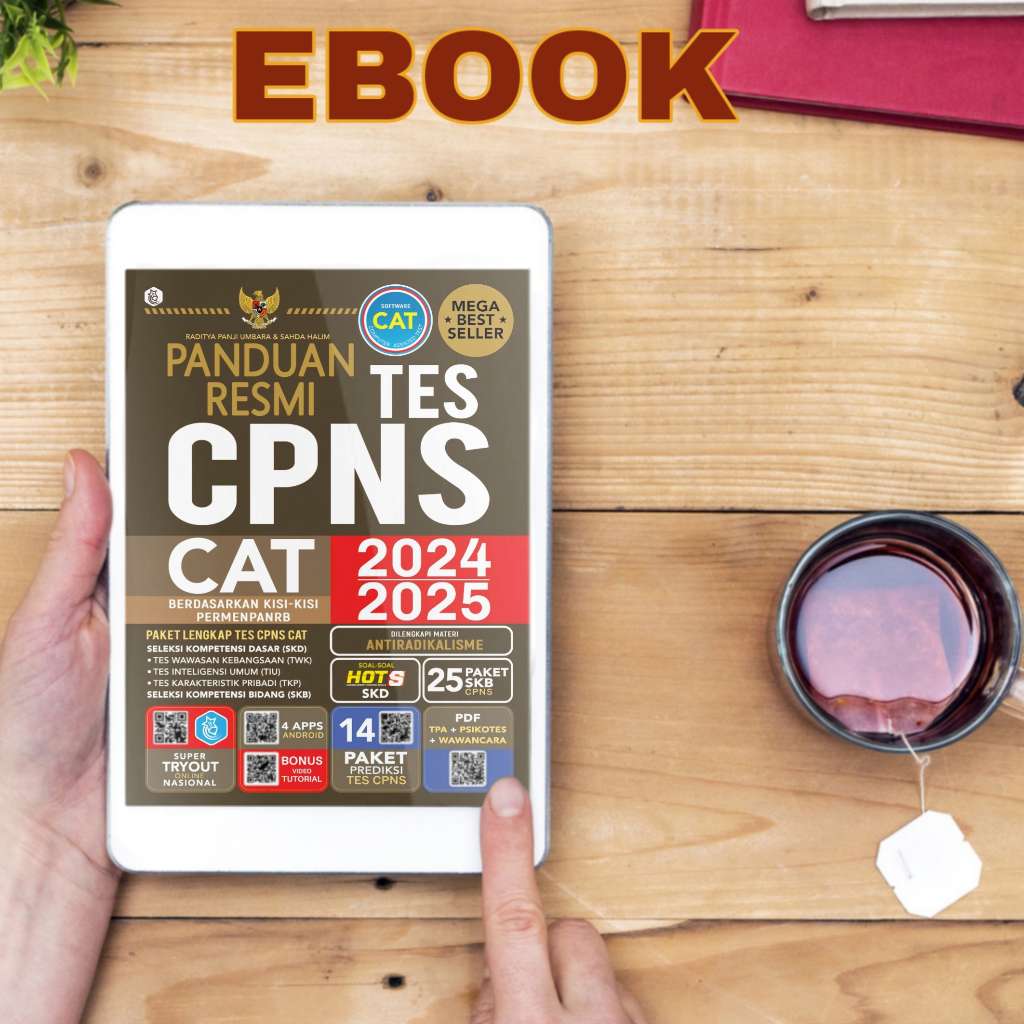 EBOOK
RADITYA PANJI UMBARA & SAHDA HALIM
SOFTWARE
CAT
COMPUTER ASSISTED TEST
MEGA
BEST
SELLER
PANDUAN
RESMI
TES
CPNS
CAT
2024
2025
BERDASARKAN KISI-KISI
PERMENPANRB
PAKET LENGKAP TES CPNS CAT
SELEKSI KOMPETENSI DASAR (SKD)
• TES WAWASAN KEBANGSAAN (TWK)
• TES INTELIGENSI UMUM (TIU)
• TES KARAKTERISTIK PRIBADI (TKP)
SELEKSI KOMPETENSI BIDANG (SKB)
DILENGKAPI MATERI
ANTIRADIKALISME
SOAL-SOAL
HOTS
SKD
25 PAKET
SKB
CPNS
SUPER
TRYOUT
ONLINE
NASIONAL
4 APPS
ANDROID
BONUS
VIDEO
TUTORIAL
14
PAKET
PREDIKSI
TES CPNS
PDF
TPA + PSIKOTES
+ WAWANCARA